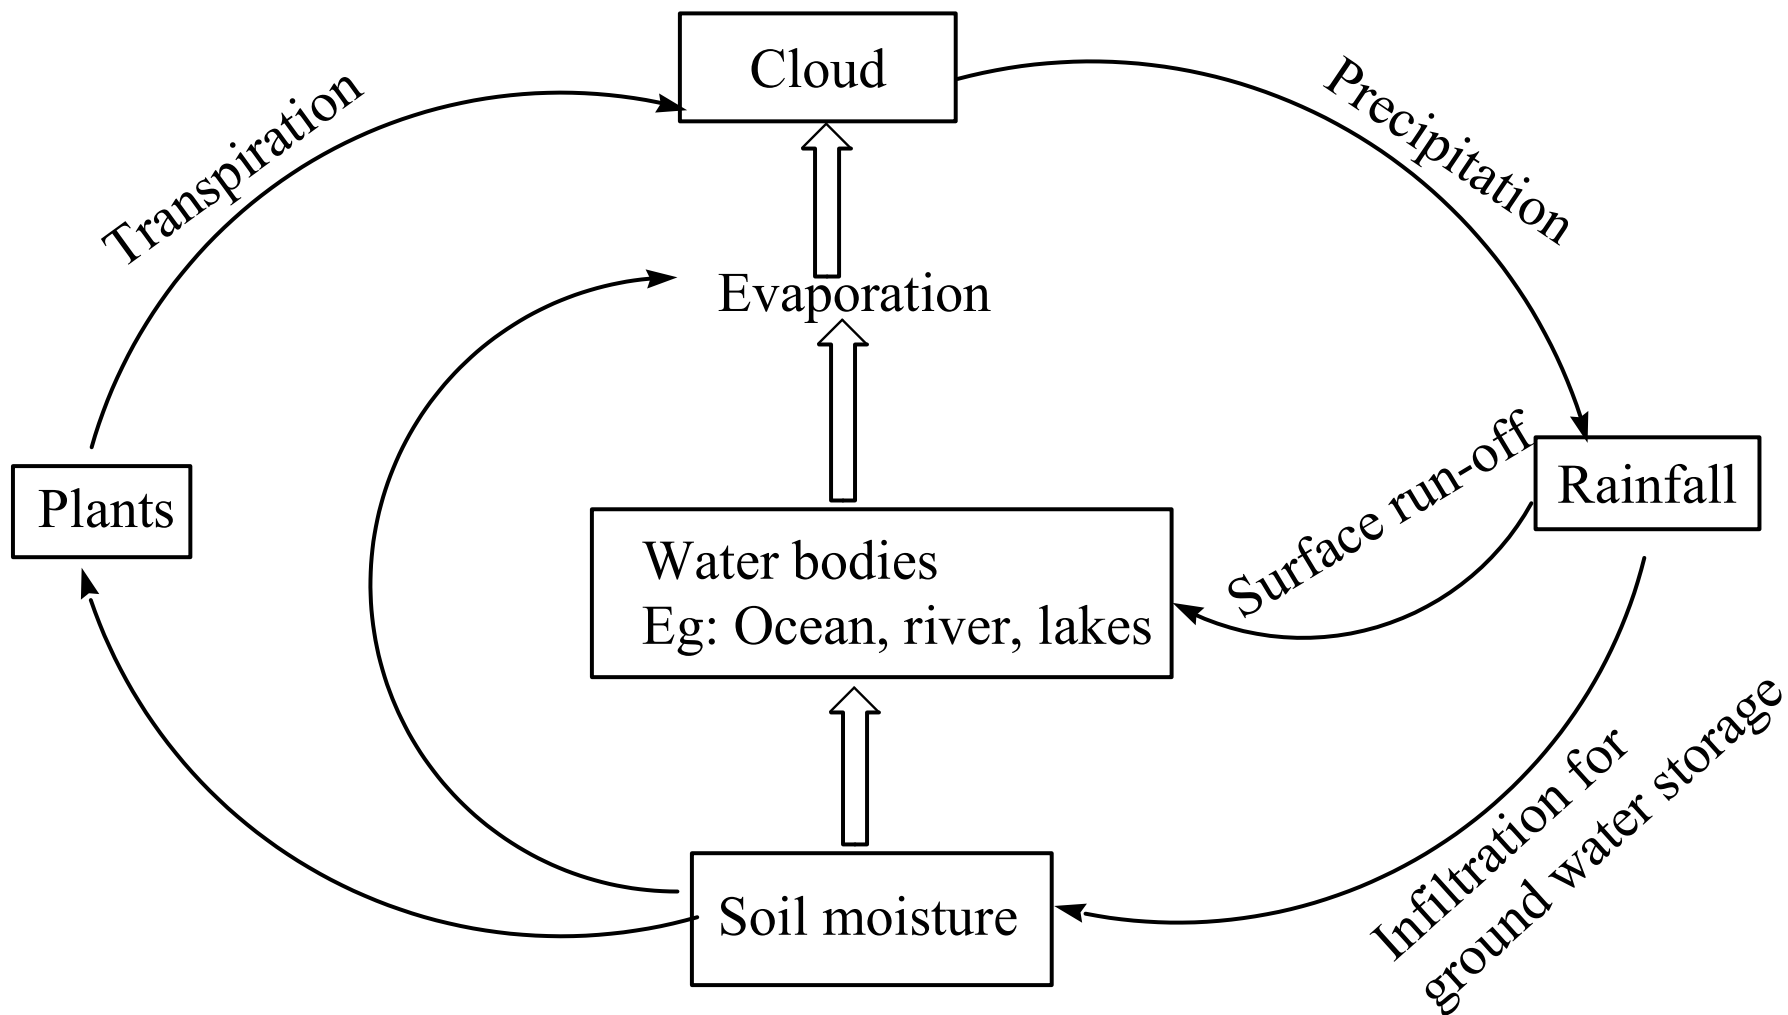 Cloud
Precipitation
Transpiration
Evaporation
Surface run-off
Rainfall
Plants
Water bodies
Eg: Ocean, river, lakes
Infiltration for
ground water storage
Soil moisture